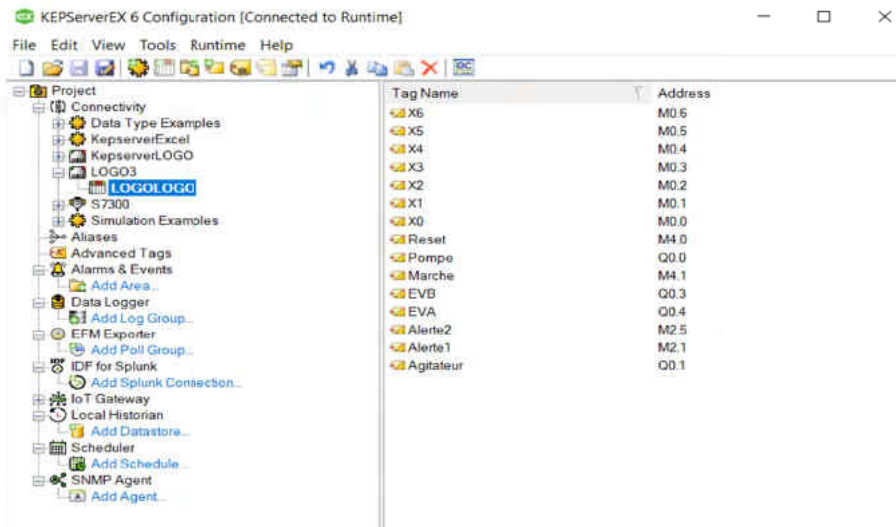 KEPServerEX 6 Configuration [Connected to Runtime]
File Edit View Tools Runtime Help
Project
Connectivity
Data Type Examples
KepserverExcel
KepserverLOGO
LOGO3
LOGOLOGO
S7300
Simulation Examples
Aliases
Advanced Tags
Alarms & Events
Add Area...
Data Logger
Add Log Group...
EFM Exporter
Add Poll Group...
IDF for Splunk
Add Splunk Connection...
IoT Gateway
Local Historian
Add Datastore...
Scheduler
Add Schedule...
SNMP Agent
Add Agent...
Tag Name Address
X6 M0.6
X5 M0.5
X4 M0.4
X3 M0.3
X2 M0.2
X1 M0.1
X0 M0.0
Reset M4.0
Pompe Q0.0
Marche M4.1
EVB Q0.3
EVA Q0.4
Alerte2 M2.5
Alerte1 M2.1
Agitateur Q0.1